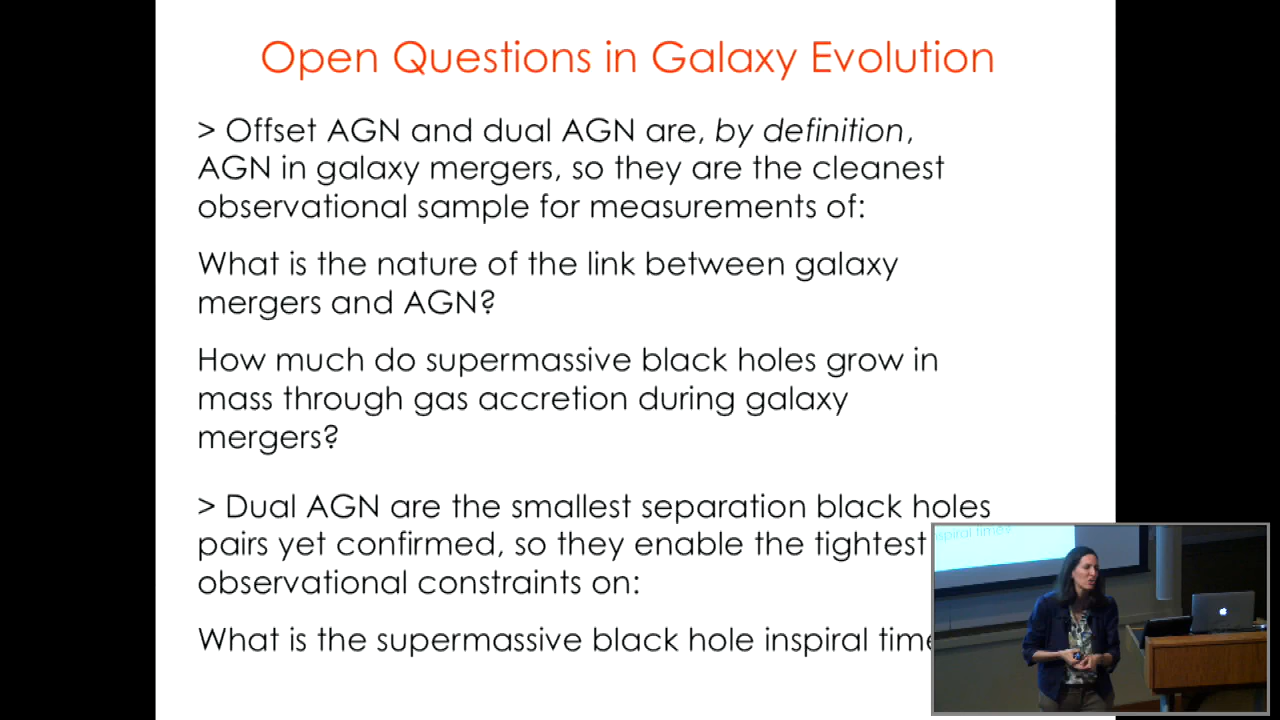 Open Questions in Galaxy Evolution
> Offset AGN and dual AGN are, by definition,
AGN in galaxy mergers, so they are the cleanest
observational sample for measurements of:
What is the nature of the link between galaxy
mergers and AGN?
How much do supermassive black holes grow in
mass through gas accretion during galaxy
mergers?
> Dual AGN are the smallest separation black holes
pairs yet confirmed, so they enable the tightest
observational constraints on:
What is the supermassive black hole inspiral time